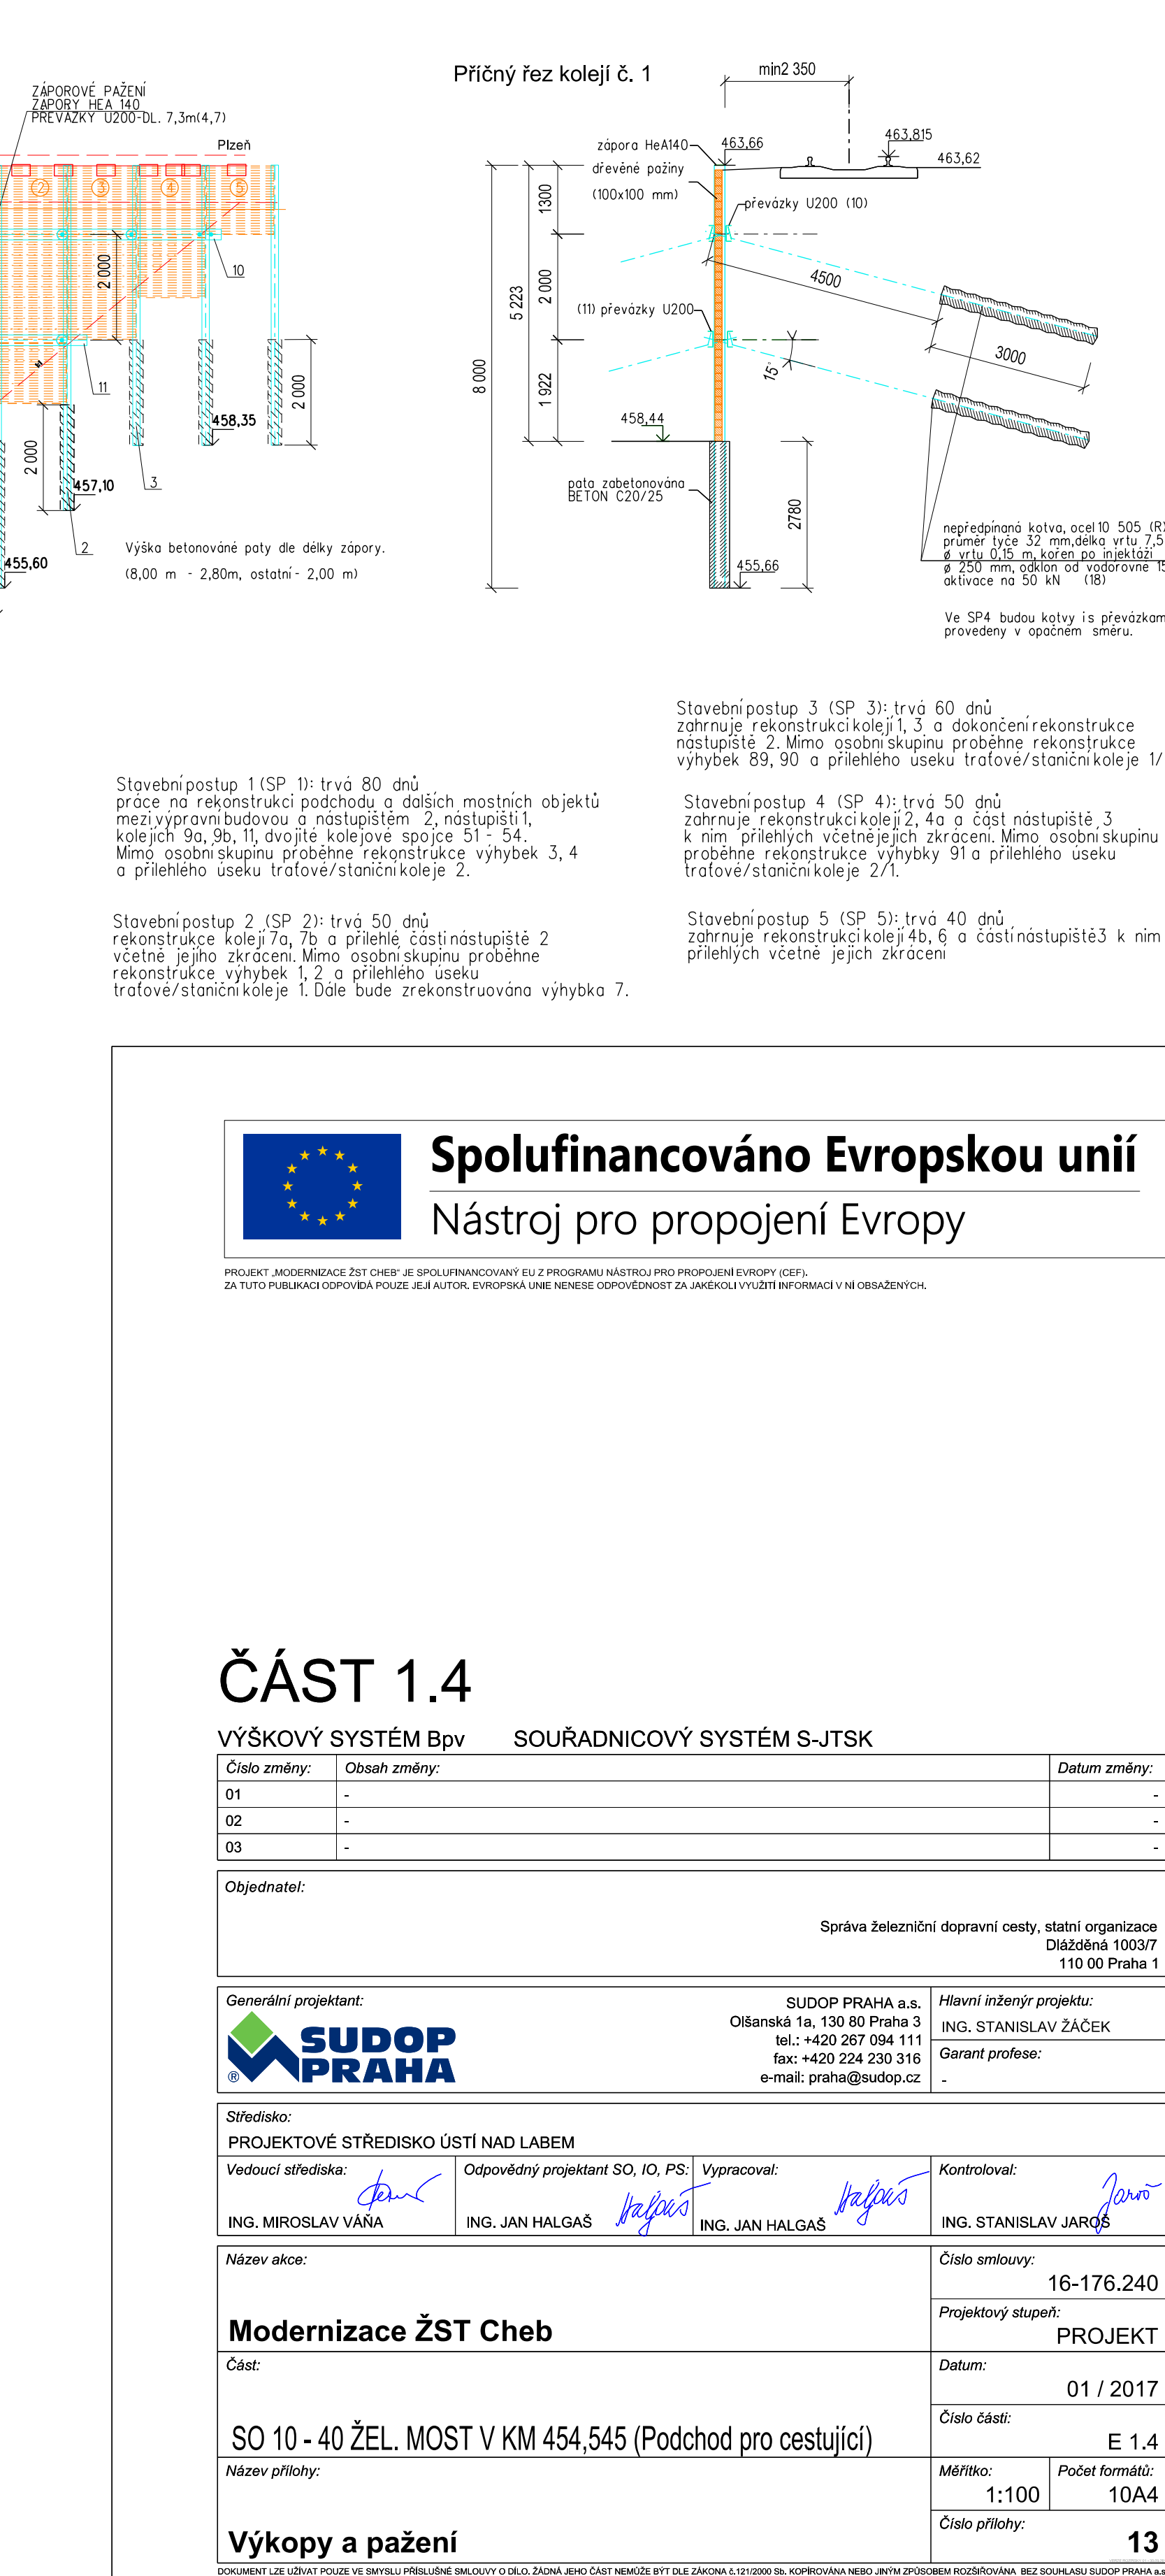 Příčný řez kolejí č. 1
ZÁPOROVÉ PAŽENÍ
ZÁPORY HEA 140
PŘEVÁZKY U200-DL. 7,3m(4,7)
Plzeň
2
3
4
5
2 000
10
11
2 000
2 000
458,35
457,10
3
2
455,60
Výška betonováné paty dle délky zápory.
(8,00 m - 2,80m, ostatní - 2,00 m)
min2 350
463,815
463,66
463,62
zápora HeA140
dřevěné pažiny
(100x100 mm)
převázky U200 (10)
1300
2 000
5 223
4500
(11) převázky U200
8 000
1 922
15°
3000
458,44
pata zabetonována
BETON C20/25
2780
455,66
nepředpínaná kotva, ocel 10 505 (R)
průměr tyče 32 mm,délka vrtu 7,5
ø vrtu 0,15 m, kořen po injektáži
ø 250 mm, odklon od vodorovné 15
aktivace na 50 kN (18)
Ve SP4 budou kotvy i s převázkam
provedeny v opačném směru.
Stavební postup 3 (SP 3): trvá 60 dnů
zahrnuje rekonstrukci kolejí 1, 3 a dokončení rekonstrukce
nástupiště 2. Mimo osobní skupinu proběhne rekonstrukce
výhybek 89, 90 a přilehlého úseku traťové/staniční koleje 1/
Stavební postup 1 (SP 1): trvá 80 dnů
práce na rekonstrukci podchodu a dalších mostních objektů
mezi výpravní budovou a nástupištěm 2, nástupišti 1,
kolejích 9a, 9b, 11, dvojité kolejové spojce 51 - 54.
Mimo osobní skupinu proběhne rekonstrukce výhybek 3, 4
a přilehlého úseku traťové/staniční koleje 2.
Stavební postup 4 (SP 4): trvá 50 dnů
zahrnuje rekonstrukci kolejí 2, 4a a část nástupiště 3
k nim přilehlých včetně jejich zkrácení. Mimo osobní skupinu
proběhne rekonstrukce výhybky 91 a přilehlého úseku
traťové/staniční koleje 2/1.
Stavební postup 2 (SP 2): trvá 50 dnů
rekonstrukce kolejí 7a, 7b a přilehlé části nástupiště 2
včetně jejího zkrácení. Mimo osobní skupinu proběhne
rekonstrukce výhybek 1, 2 a přilehlého úseku
traťové/staniční koleje 1. Dále bude zrekonstruována výhybka 7.
Stavební postup 5 (SP 5): trvá 40 dnů
zahrnuje rekonstrukci kolejí 4b, 6 a částí nástupiště3 k nim
přilehlých včetně jejich zkrácení
Spolufinancováno Evropskou unií
Nástroj pro propojení Evropy
PROJEKT „MODERNIZACE ŽST CHEB" JE SPOLUFINANCOVANÝ EU Z PROGRAMU NÁSTROJ PRO PROPOJENÍ EVROPY (CEF).
ZA TUTO PUBLIKACI ODPOVÍDÁ POUZE JEJÍ AUTOR. EVROPSKÁ UNIE NENESE ODPOVĚDNOST ZA JAKÉKOLI VYUŽITÍ INFORMACÍ V NÍ OBSAŽENÝCH.
ČÁST 1.4
VÝŠKOVÝ SYSTÉM Bpv SOUŘADNICOVÝ SYSTÉM S-JTSK
Číslo změny: Obsah změny: Datum změny:
01 - -
02 - -
03 - -
Objednatel:
Správa železniční dopravní cesty, statní organizace
Dlážděná 1003/7
110 00 Praha 1
Generální projektant:
SUDOP
PRAHA
®
SUDOP PRAHA a.s.
Olšanská 1a, 130 80 Praha 3
tel.: +420 267 094 111
fax: +420 224 230 316
e-mail: praha@sudop.cz
Hlavní inženýr projektu:
ING. STANISLAV ŽÁČEK
Garant profese:
-
Středisko:
PROJEKTOVÉ STŘEDISKO ÚSTÍ NAD LABEM
Vedoucí střediska:
ING. MIROSLAV VÁŇA
Odpovědný projektant SO, IO, PS:
ING. JAN HALGAŠ
Vypracoval:
ING. JAN HALGAŠ
Kontroloval:
ING. STANISLAV JAROŠ
Název akce:
Modernizace ŽST Cheb
Číslo smlouvy:
16-176.240
Projektový stupeň:
PROJEKT
Část:
SO 10 - 40 ŽEL. MOST V KM 454,545 (Podchod pro cestující)
Datum:
01 / 2017
Číslo části:
E 1.4
Název přílohy:
Výkopy a pažení
Měřítko:
1:100
Počet formátů:
10A4
Číslo přílohy:
13
DOKUMENT LZE UŽÍVAT POUZE VE SMYSLU PŘÍSLUŠNÉ SMLOUVY O DÍLO. ŽÁDNÁ JEHO ČÁST NEMŮŽE BÝT DLE ZÁKONA č.121/2000 Sb. KOPÍROVÁNA NEBO JINÝM ZPŮSOBEM ROZŠIŘOVÁNA BEZ SOUHLASU SUDOP PRAHA a.s